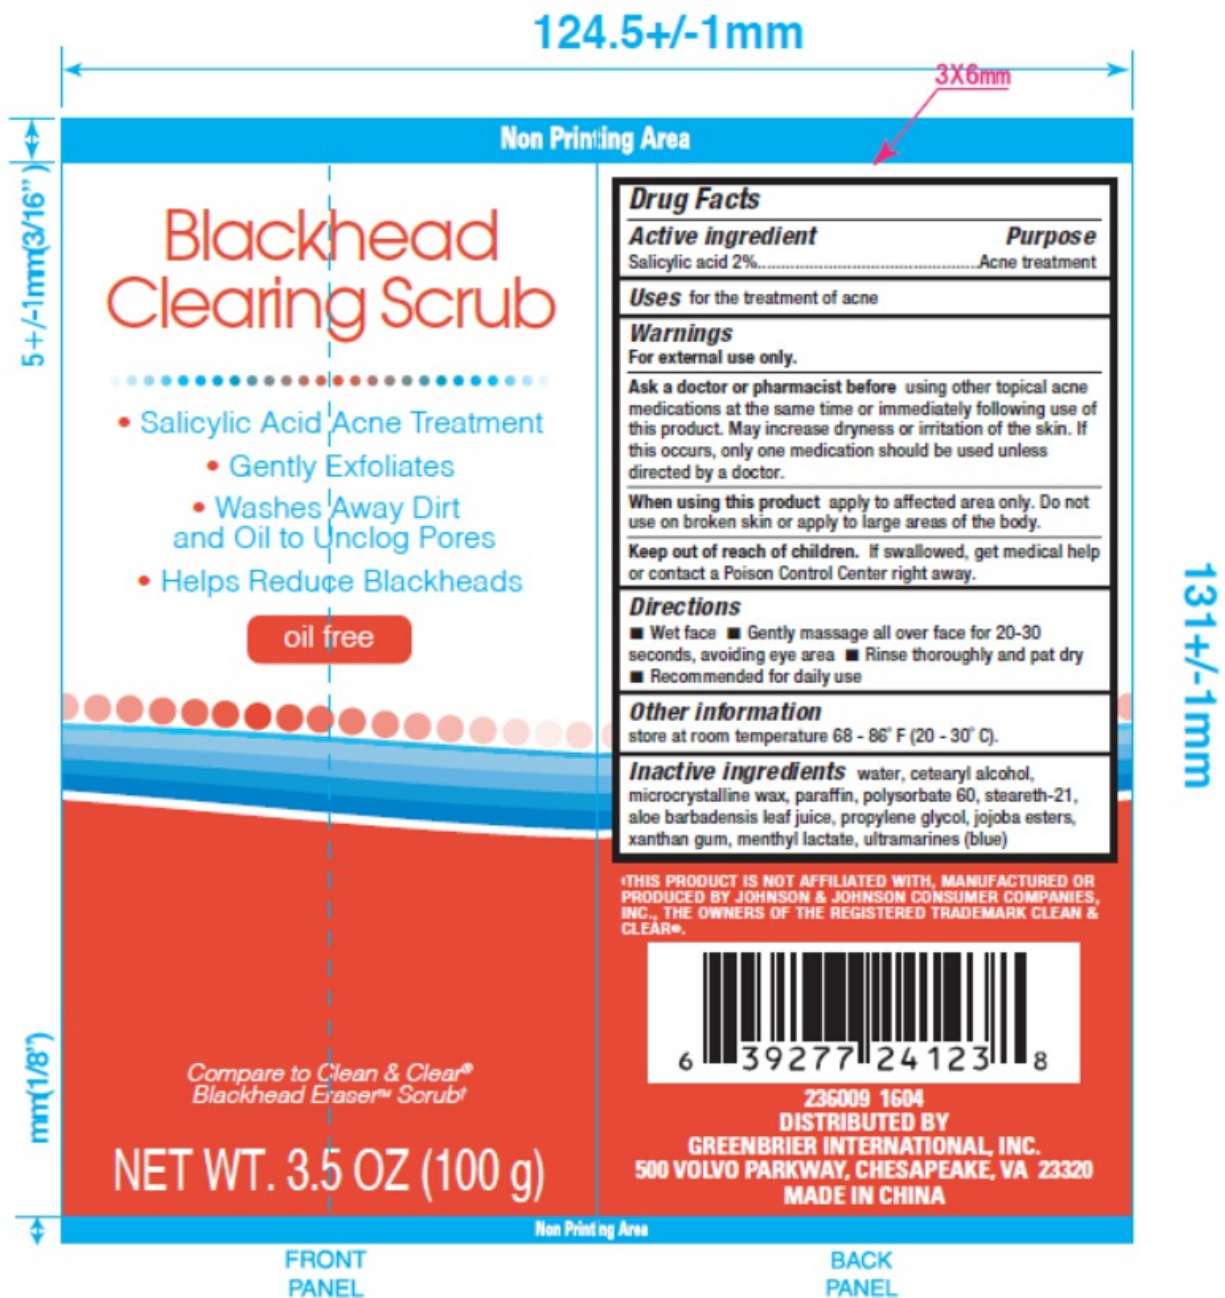 124.5+/-1mm
3X6mm
Non Printing Area
5+/-1mm(3/16")
Blackhead
Clearing Scrub
• Salicylic Acid Acne Treatment
• Gently Exfoliates
• Washes Away Dirt
and Oil to Unclog Pores
• Helps Reduce Blackheads
oil free
Compare to Clean & Clear®
Blackhead Eraser™ Scrub†
NET WT. 3.5 OZ (100 g)
mm(1/8")
Drug Facts
Active ingredient Purpose
Salicylic acid 2%.......................................................Acne treatment
Uses for the treatment of acne
Warnings
For external use only.
Ask a doctor or pharmacist before using other topical acne
medications at the same time or immediately following use of
this product. May increase dryness or irritation of the skin. If
this occurs, only one medication should be used unless
directed by a doctor.
When using this product apply to affected area only. Do not
use on broken skin or apply to large areas of the body.
Keep out of reach of children. If swallowed, get medical help
or contact a Poison Control Center right away.
Directions
■ Wet face ■ Gently massage all over face for 20-30
seconds, avoiding eye area ■ Rinse thoroughly and pat dry
■ Recommended for daily use
Other information
store at room temperature 68 - 86° F (20 - 30° C).
Inactive ingredients water, cetearyl alcohol,
microcrystalline wax, paraffin, polysorbate 60, steareth-21,
aloe barbadensis leaf juice, propylene glycol, jojoba esters,
xanthan gum, menthyl lactate, ultramarines (blue)
†THIS PRODUCT IS NOT AFFILIATED WITH, MANUFACTURED OR
PRODUCED BY JOHNSON & JOHNSON CONSUMER COMPANIES,
INC., THE OWNERS OF THE REGISTERED TRADEMARK CLEAN &
CLEAR®.
6 39277 24123 8
236009 1604
DISTRIBUTED BY
GREENBRIER INTERNATIONAL, INC.
500 VOLVO PARKWAY, CHESAPEAKE, VA 23320
MADE IN CHINA
131+/-1mm
Non Printing Area
FRONT
PANEL
BACK
PANEL